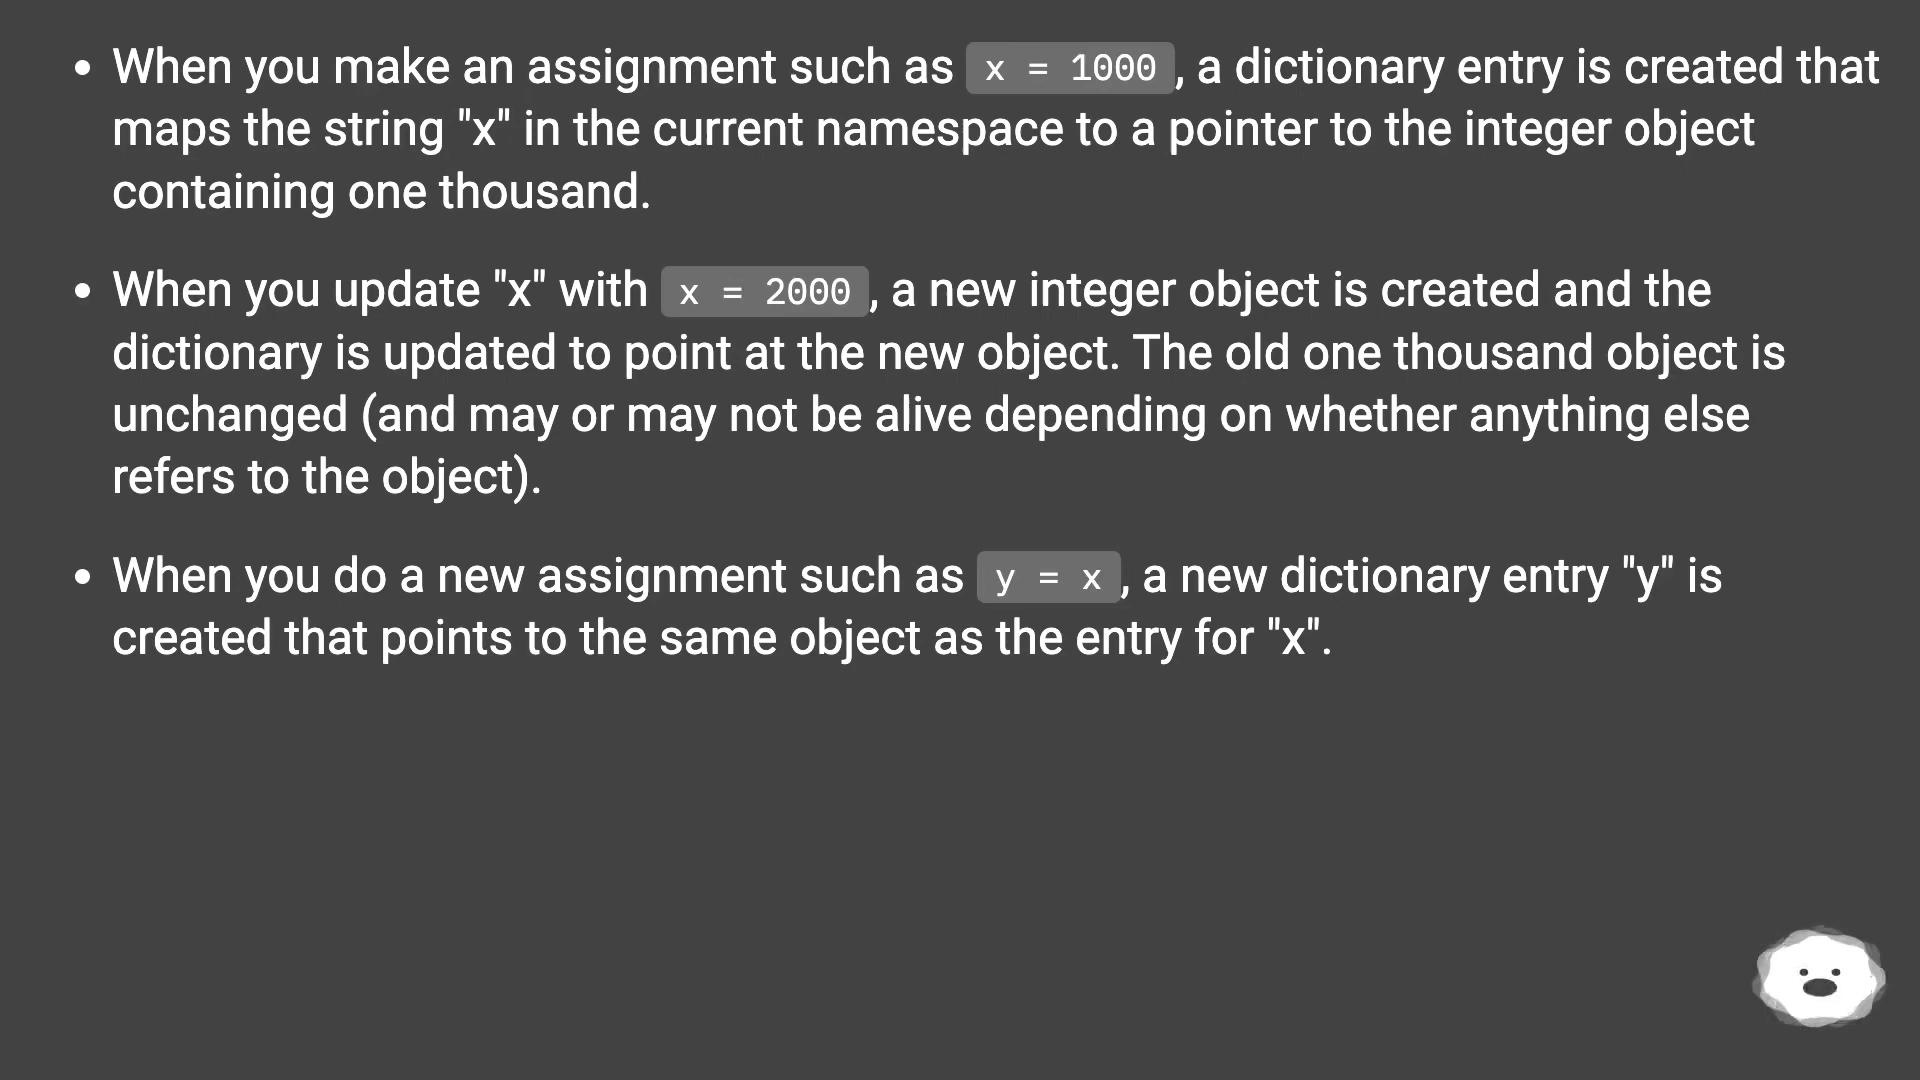 • When you make an assignment such as x = 1000, a dictionary entry is created that
maps the string "x" in the current namespace to a pointer to the integer object
containing one thousand.
• When you update "x" with x = 2000, a new integer object is created and the
dictionary is updated to point at the new object. The old one thousand object is
unchanged (and may or may not be alive depending on whether anything else
refers to the object).
• When you do a new assignment such as y = x, a new dictionary entry "y" is
created that points to the same object as the entry for "x".